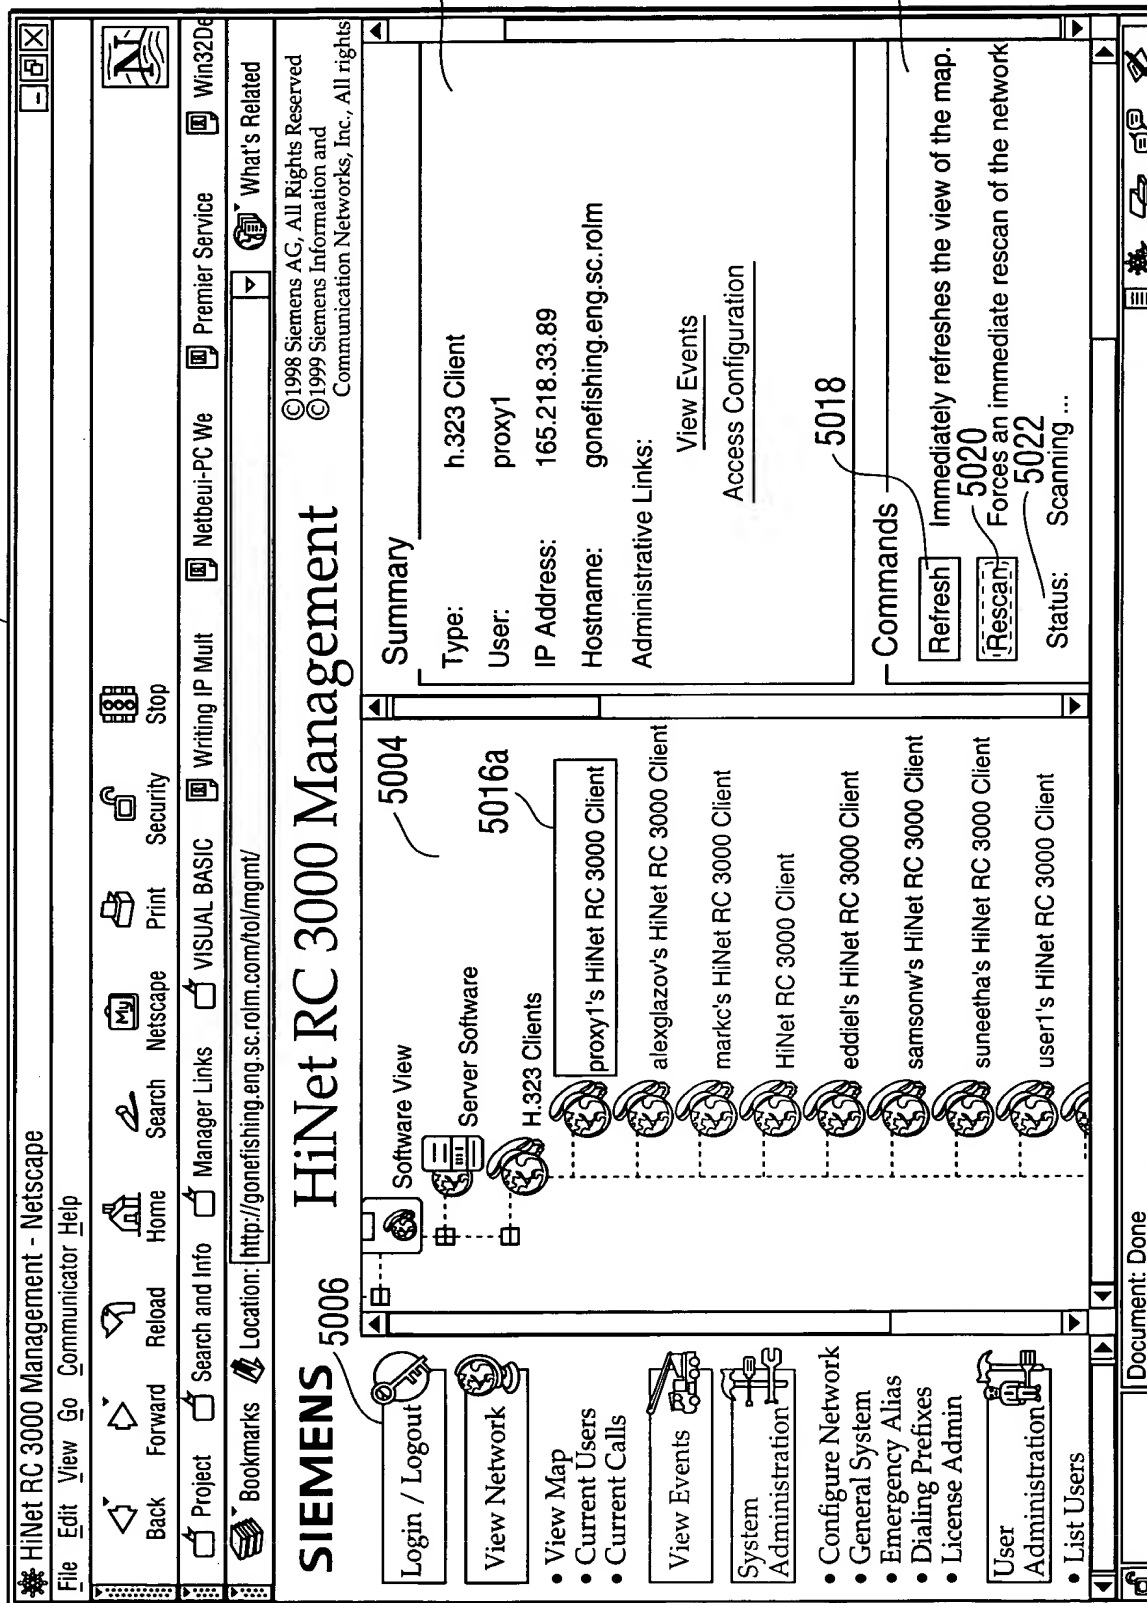 HiNet RC 3000 Management - Netscape
File Edit View Go Communicator Help
Back Forward Reload Home Search Netscape Print Security Stop
Project Search and Info Manager Links VISUAL BASIC Writing IP Mult Netbeui-PC We Premier Service Win32De
Bookmarks Location: http://gonefishing.eng.sc.rolm.com/tol/mgmt/ What's Related
SIEMENS
HiNet RC 3000 Management
©1998 Siemens AG, All Rights Reserved
©1999 Siemens Information and
Communication Networks, Inc., All rights
5006
Login / Logout
View Network
• View Map
• Current Users
• Current Calls
View Events
System
Administration
• Configure Network
• General System
• Emergency Alias
• Dialing Prefixes
• License Admin
User
Administration
• List Users
Software View
5004
Server Software
H.323 Clients
5016a
proxy1's HiNet RC 3000 Client
alexglazov's HiNet RC 3000 Client
markc's HiNet RC 3000 Client
HiNet RC 3000 Client
eddiel's HiNet RC 3000 Client
samsonw's HiNet RC 3000 Client
suneetha's HiNet RC 3000 Client
user1's HiNet RC 3000 Client
Summary
Type: h.323 Client
User: proxy1
IP Address: 165.218.33.89
Hostname: gonefishing.eng.sc.rolm
Administrative Links:
View Events
Access Configuration
5018
Commands
Refresh Immediately refreshes the view of the map.
5020
Rescan Forces an immediate rescan of the network
5022
Status: Scanning ...
Document: Done